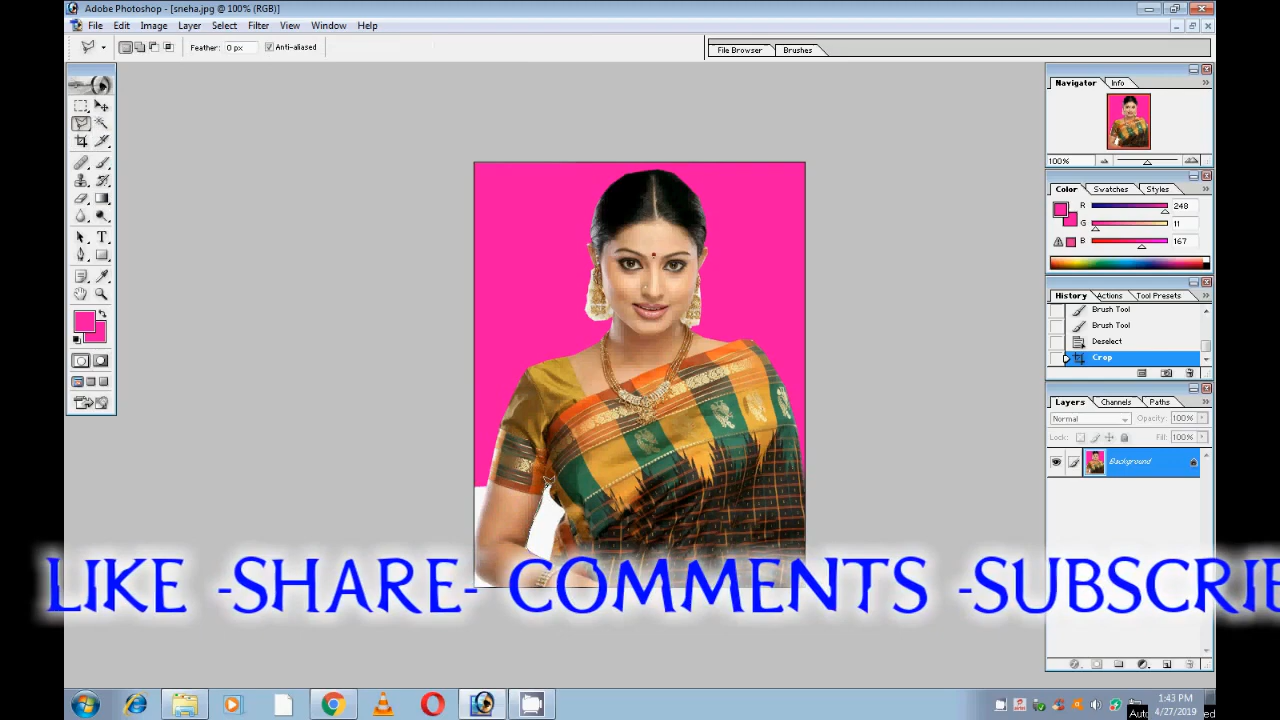 Adobe Photoshop - [sneha.jpg @ 100% (RGB)]
File Edit Image Layer Select Filter View Window Help
Feather: 0 px Anti-aliased File Browser Brushes
Navigator Info
100%
Color Swatches Styles
R 248
G 11
B 167
History Actions Tool Presets
Brush Tool
Brush Tool
Deselect
Crop
Layers Channels Paths
Normal Opacity: 100%
Lock: Fill: 100%
Background
LIKE -SHARE- COMMENTS -SUBSCRIE
1:43 PM
4/27/2019